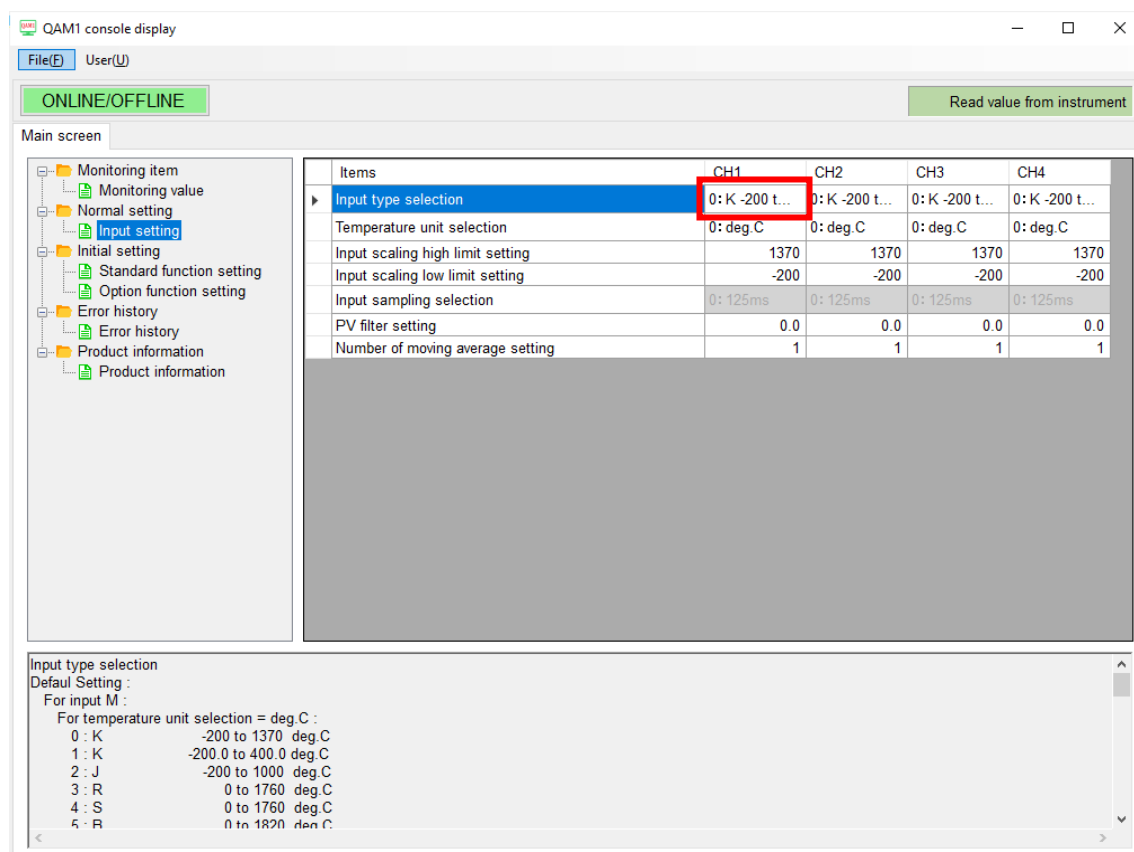 QAM1 console display
File(F) User(U)
ONLINE/OFFLINE
Read value from instrument
Main screen
Monitoring item
Monitoring value
Normal setting
Input setting
Initial setting
Standard function setting
Option function setting
Error history
Error history
Product information
Product information
Items CH1 CH2 CH3 CH4
Input type selection 0: K -200 t... 0: K -200 t... 0: K -200 t... 0: K -200 t...
Temperature unit selection 0: deg.C 0: deg.C 0: deg.C 0: deg.C
Input scaling high limit setting 1370 1370 1370 1370
Input scaling low limit setting -200 -200 -200 -200
Input sampling selection 0: 125ms 0: 125ms 0: 125ms 0: 125ms
PV filter setting 0.0 0.0 0.0 0.0
Number of moving average setting 1 1 1 1
Input type selection
Defaul Setting :
For input M :
For temperature unit selection = deg.C :
0 : K -200 to 1370 deg.C
1 : K -200.0 to 400.0 deg.C
2 : J -200 to 1000 deg.C
3 : R 0 to 1760 deg.C
4 : S 0 to 1760 deg.C
5 : B 0 to 1820 deg.C